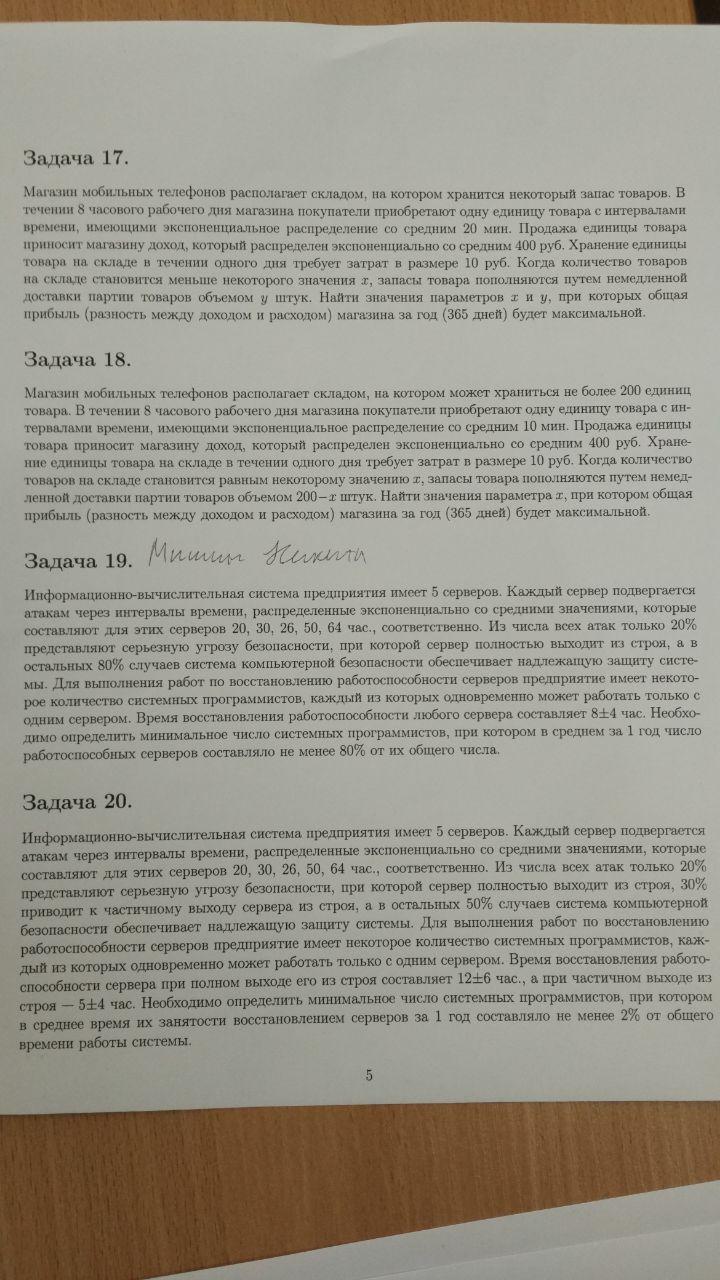 Задача 17.
Магазин мобильных телефонов располагает складом, на котором хранится некоторый запас товаров. В
течении 8 часового рабочего дня магазина покупатели приобретают одну единицу товара с интервалами
времени, имеющими экспоненциальное распределение со средним 20 мин. Продажа единицы товара
приносит магазину доход, который распределен экспоненциально со средним 400 руб. Хранение единицы
товара на складе в течении одного дня требует затрат в размере 10 руб. Когда количество товаров
на складе становится меньше некоторого значения x, запасы товара пополняются путем немедленной
доставки партии товаров объемом y штук. Найти значения параметров x и y, при которых общая
прибыль (разность между доходом и расходом) магазина за год (365 дней) будет максимальной.
Задача 18.
Магазин мобильных телефонов располагает складом, на котором может храниться не более 200 единиц
товара. В течении 8 часового рабочего дня магазина покупатели приобретают одну единицу товара с ин-
тервалами времени, имеющими экспоненциальное распределение со средним 10 мин. Продажа единицы
товара приносит магазину доход, который распределен экспоненциально со средним 400 руб. Хране-
ние единицы товара на складе в течении одного дня требует затрат в размере 10 руб. Когда количество
товаров на складе становится равным некоторому значению x, запасы товара пополняются путем немед-
ленной доставки партии товаров объемом 200−x штук. Найти значения параметра x, при котором общая
прибыль (разность между доходом и расходом) магазина за год (365 дней) будет максимальной.
Задача 19.
Информационно-вычислительная система предприятия имеет 5 серверов. Каждый сервер подвергается
атакам через интервалы времени, распределенные экспоненциально со средними значениями, которые
составляют для этих серверов 20, 30, 26, 50, 64 час., соответственно. Из числа всех атак только 20%
представляют серьезную угрозу безопасности, при которой сервер полностью выходит из строя, а в
остальных 80% случаев система компьютерной безопасности обеспечивает надлежащую защиту систе-
мы. Для выполнения работ по восстановлению работоспособности серверов предприятие имеет некото-
рое количество системных программистов, каждый из которых одновременно может работать только с
одним сервером. Время восстановления работоспособности любого сервера составляет 8±4 час. Необхо-
димо определить минимальное число системных программистов, при котором в среднем за 1 год число
работоспособных серверов составляло не менее 80% от их общего числа.
Задача 20.
Информационно-вычислительная система предприятия имеет 5 серверов. Каждый сервер подвергается
атакам через интервалы времени, распределенные экспоненциально со средними значениями, которые
составляют для этих серверов 20, 30, 26, 50, 64 час., соответственно. Из числа всех атак только 20%
представляют серьезную угрозу безопасности, при которой сервер полностью выходит из строя, 30%
приводит к частичному выходу сервера из строя, а в остальных 50% случаев система компьютерной
безопасности обеспечивает надлежащую защиту системы. Для выполнения работ по восстановлению
работоспособности серверов предприятие имеет некоторое количество системных программистов, каж-
дый из которых одновременно может работать только с одним сервером. Время восстановления работо-
способности сервера при полном выходе его из строя составляет 12±6 час., а при частичном выходе из
строя — 5±4 час. Необходимо определить минимальное число системных программистов, при котором
в среднее время их занятости восстановлением серверов за 1 год составляло не менее 2% от общего
времени работы системы.
5